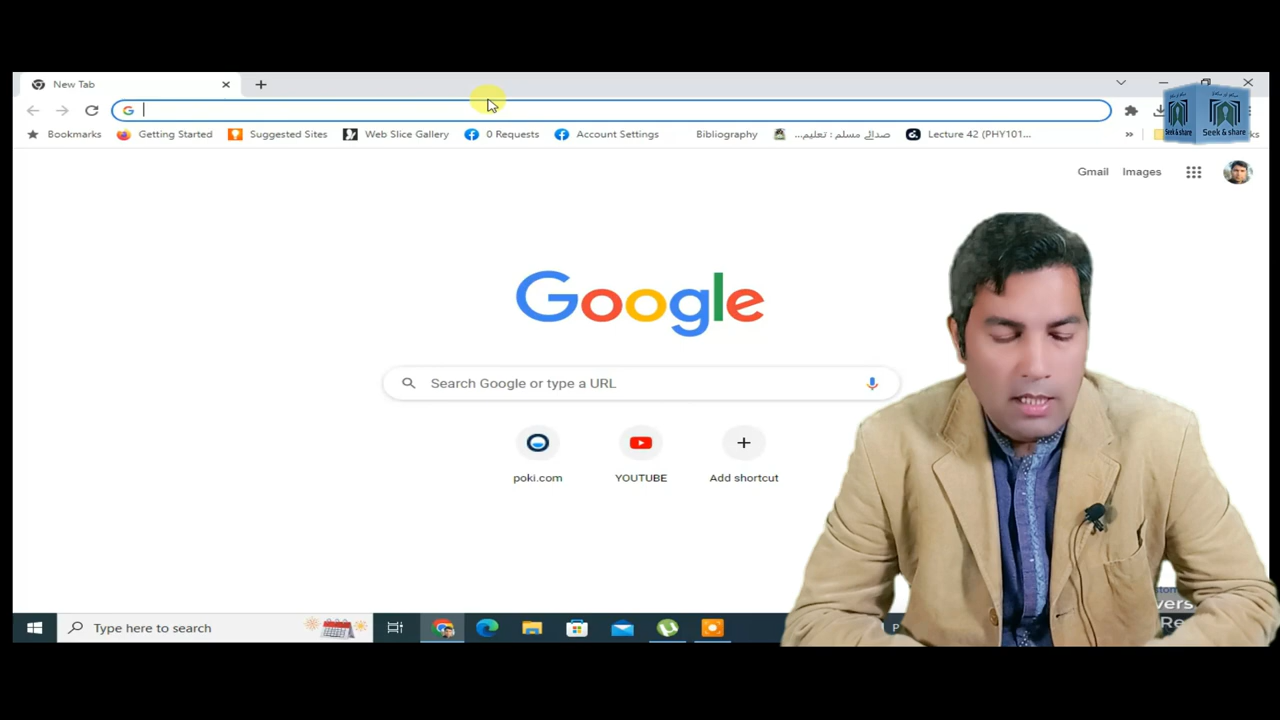 New Tab
Bookmarks
Getting Started
Suggested Sites
Web Slice Gallery
0 Requests
Account Settings
Bibliography
صدائے مسلم : تعلیم...
Lecture 42 (PHY101...
»
Seek & share
Seek & share
Gmail
Images
Google
Search Google or type a URL
poki.com
YOUTUBE
Add shortcut
Type here to search